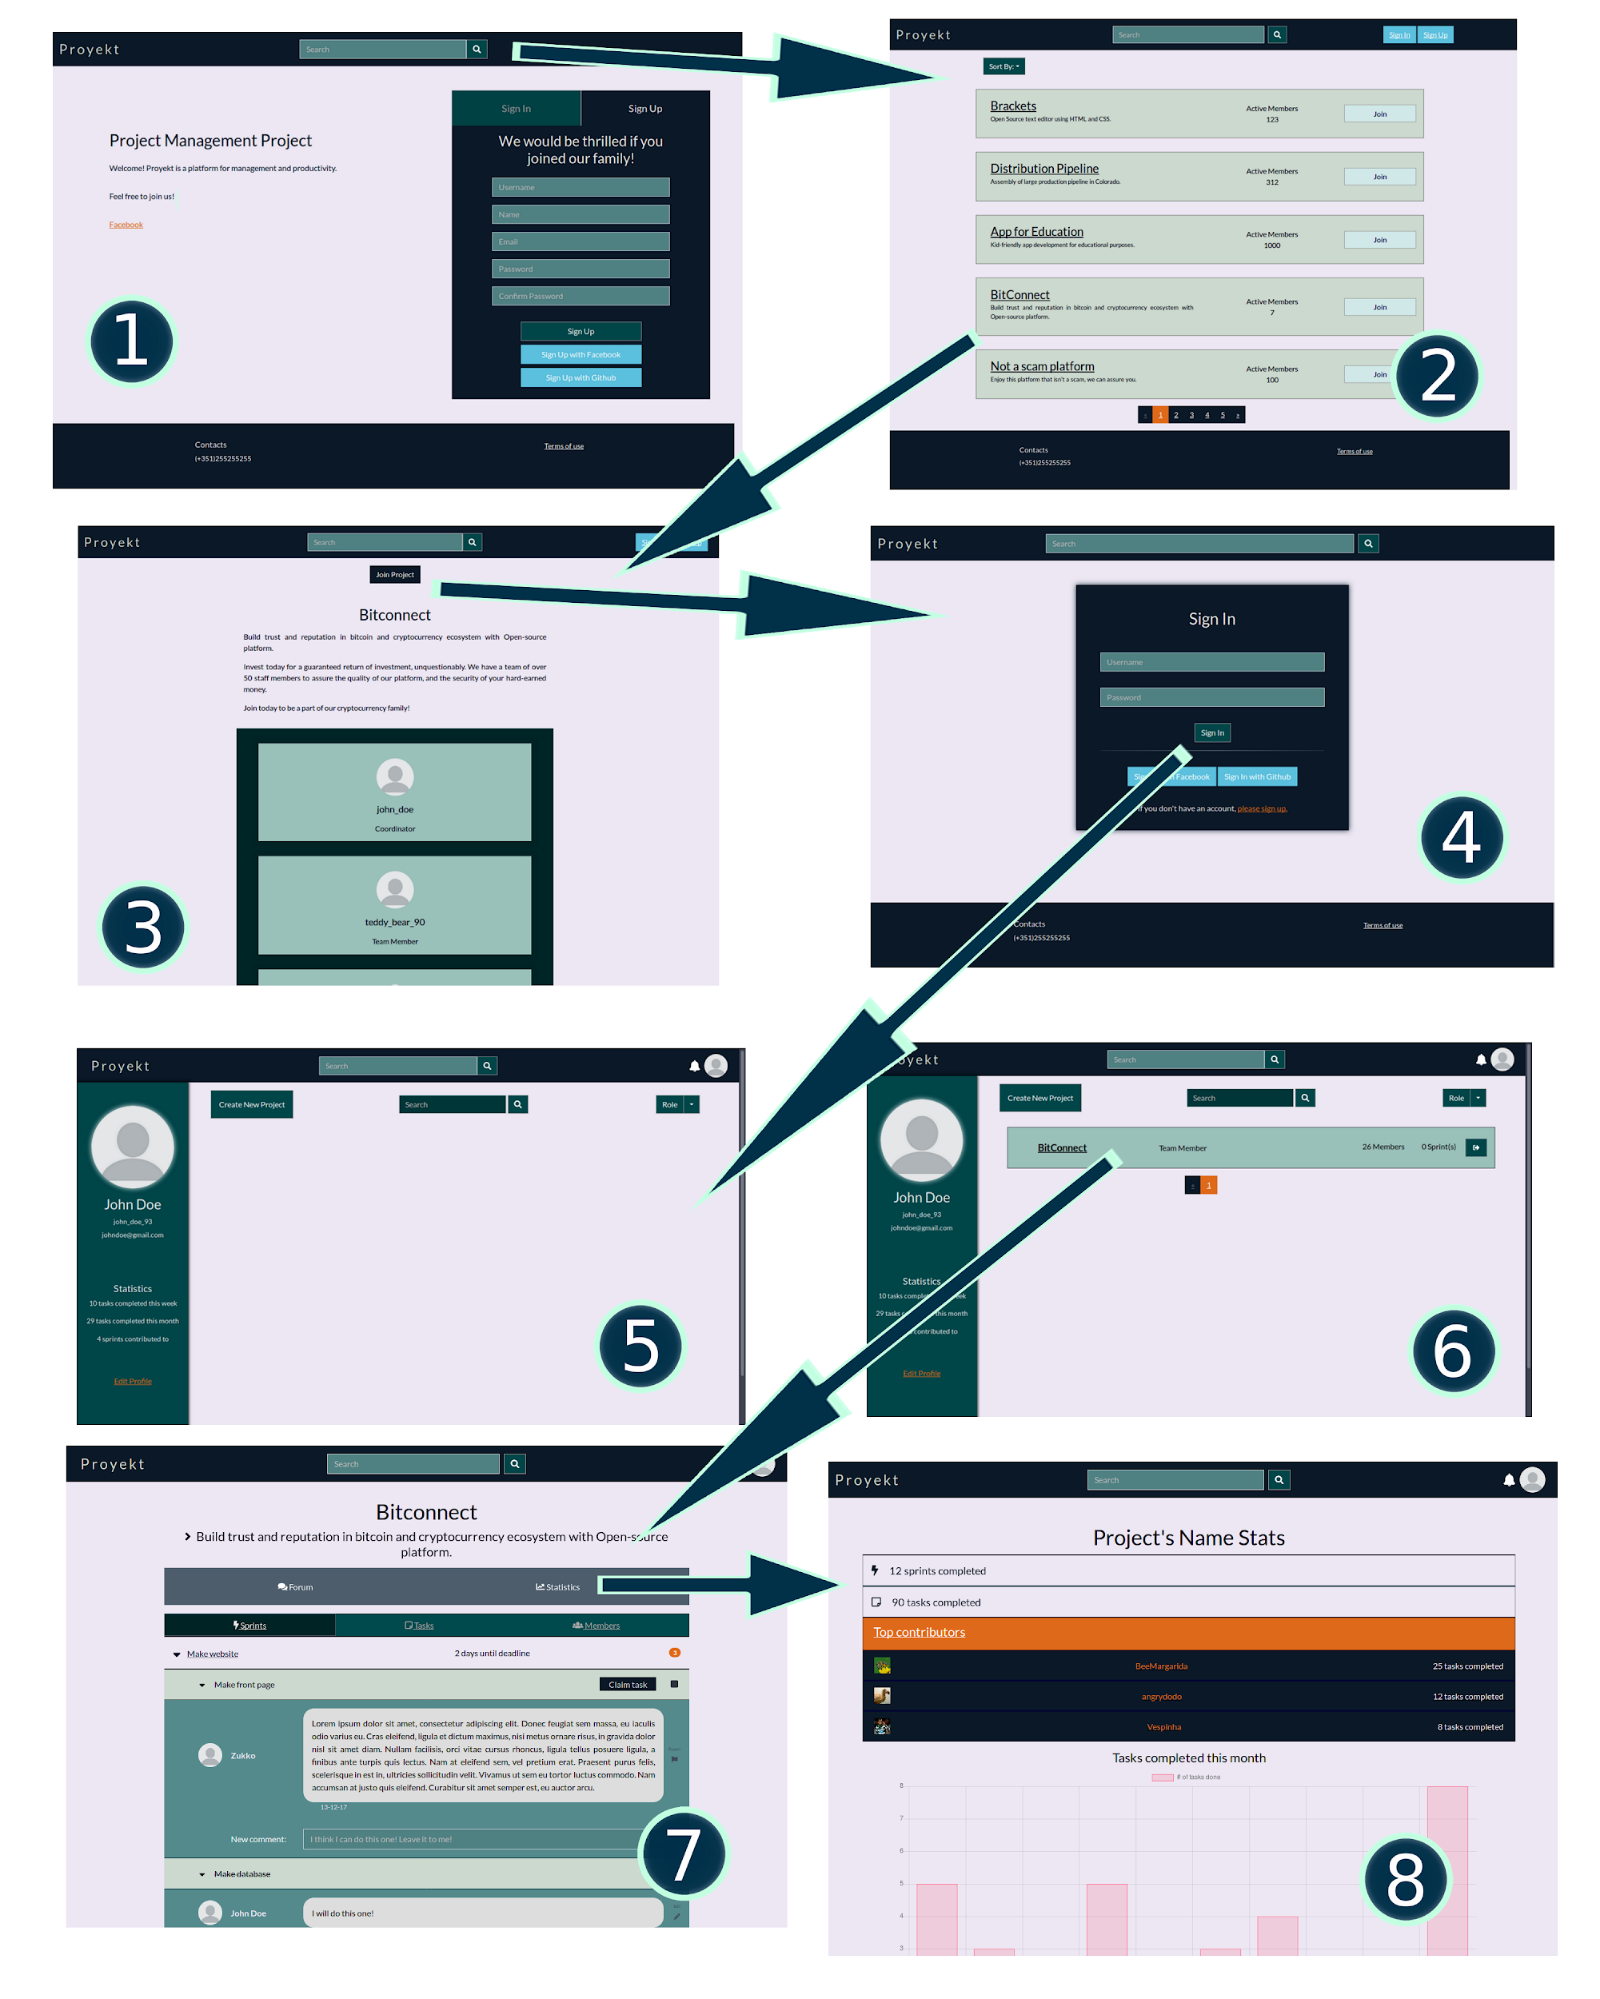 Proyekt
Search
Project Management Project
Welcome! Proyekt is a platform for management and productivity.
Feel free to join us!
Facebook
Sign In
Sign Up
We would be thrilled if you
joined our family!
Username
Name
Email
Password
Confirm Password
Sign Up
Sign Up with Facebook
Sign Up with Github
1
Contacts
(+351)255255255
Terms of use
Proyekt
Search
Sign In
Sign Up
Sort By:
Brackets
Open Source text editor using HTML and CSS.
Active Members
123
Join
Distribution Pipeline
Assembly of large production pipeline in Colorado.
Active Members
312
Join
App for Education
Kid-friendly app development for educational purposes.
Active Members
1000
Join
BitConnect
Build trust and reputation in bitcoin and cryptocurrency ecosystem with
Open-source platform.
Active Members
7
Join
Not a scam platform
Enjoy this platform that isn't a scam, we can assure you.
Active Members
100
Join
« 1 2 3 4 5 »
2
Contacts
(+351)255255255
Terms of use
Proyekt
Search
Join Project
Bitconnect
Build trust and reputation in bitcoin and cryptocurrency ecosystem with Open-source
platform.
Invest today for a guaranteed return of investment, unquestionably. We have a team of over
50 staff members to assure the quality of our platform, and the security of your hard-earned
money.
Join today to be a part of our cryptocurrency family!
john_doe
Coordinator
teddy_bear_90
Team Member
3
Proyekt
Search
Sign In
Username
Password
Sign In
Facebook
Sign In with Github
If you don't have an account, please sign up.
4
Contacts
(+351)255255255
Terms of use
Proyekt
Search
Create New Project
Search
Role
John Doe
john_doe_93
johndoe@gmail.com
Statistics
10 tasks completed this week
29 tasks completed this month
4 sprints contributed to
Edit Profile
5
yekt
Search
Create New Project
Search
Role
BitConnect
Team Member
26 Members
0 Sprint(s)
« 1
John Doe
john_doe_93
johndoe@gmail.com
Statistics
10 tasks
29 tasks this month
contributed to
Edit Profile
6
Proyekt
Search
Bitconnect
Build trust and reputation in bitcoin and cryptocurrency ecosystem with Open-source
platform.
Forum
Statistics
Sprints
Tasks
Members
Make website
2 days until deadline
3
Make front page
Claim task
Zukko
Lorem ipsum dolor sit amet, consectetur adipiscing elit. Donec feugiat sem massa, eu iaculis
odio varius eu. Cras eleifend, ligula et dictum maximus, nisi metus ornare risus, in gravida dolor
nisl sit amet diam. Nullam facilisis, orci vitae cursus rhoncus, ligula tellus posuere ligula, a
finibus ante turpis quis lectus. Nam at eleifend sem, vel pretium erat. Praesent purus felis,
scelerisque in est in, ultricies sollicitudin velit. Vivamus ut sem eu tortor luctus commodo. Nam
accumsan at justo quis eleifend. Curabitur sit amet semper est, eu auctor arcu.
13-12-17
New comment:
I think I can do this one! Leave it to me!
Make database
John Doe
I will do this one!
7
Proyekt
Search
Project's Name Stats
12 sprints completed
90 tasks completed
Top contributors
BeeMargarida
25 tasks completed
angrydodo
12 tasks completed
Vespinha
8 tasks completed
Tasks completed this month
# of tasks done
8
7
6
5
4
3
8